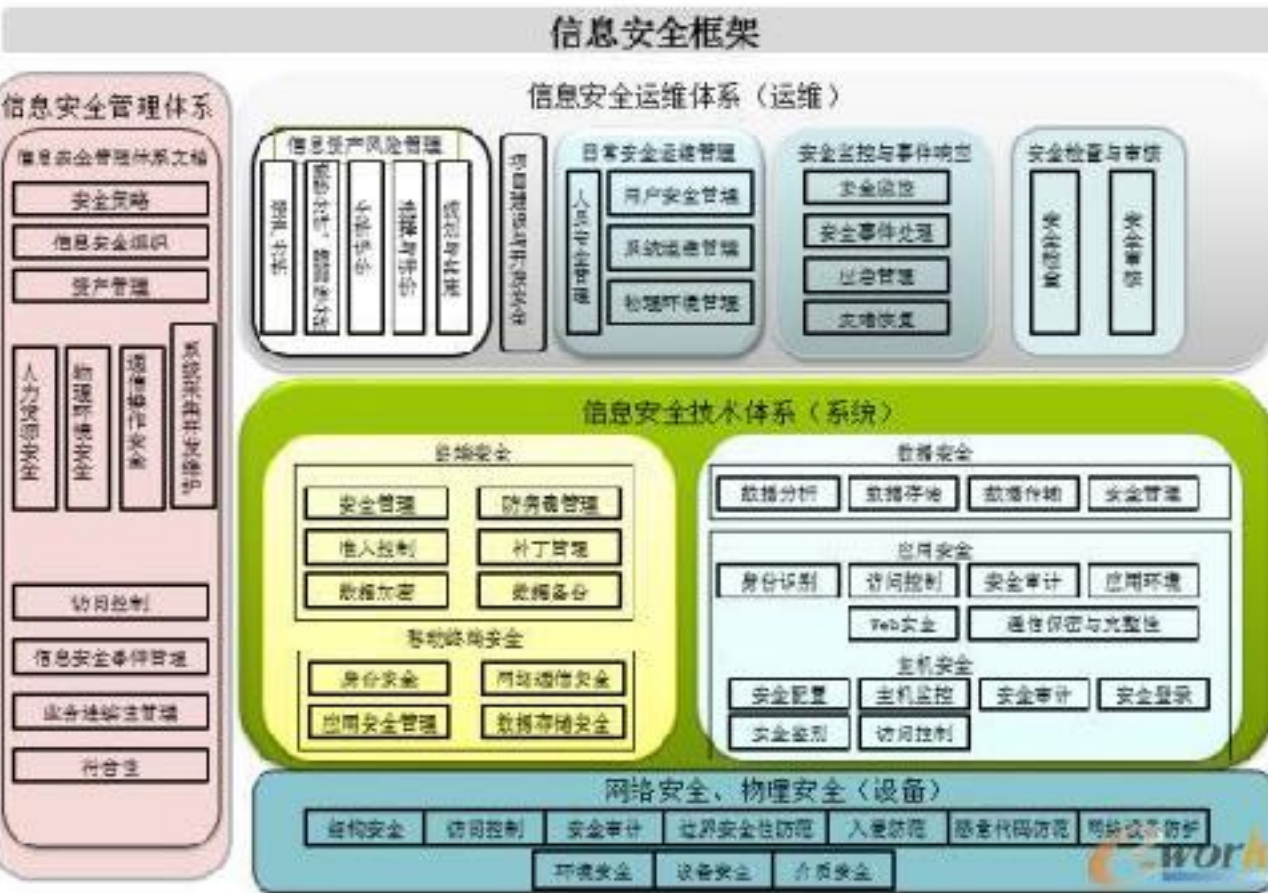 信息安全框架
信息安全管理体系
信息安全管理体系文档
安全策略
信息安全组织
资产管理
人力资源安全
物理环境安全
通信操作安全
访问控制
信息安全事件管理
业务连续性管理
符合性
信息安全运维体系（运维）
信息资产风险管理
日常安全运维管理
人员安全管理
用户安全管理
系统运维管理
物理环境管理
安全监控与事件响应
安全监控
安全事件处理
应急管理
灾难恢复
安全检查与审核
安全检查
安全审核
信息安全技术体系（系统）
终端安全
安全管理
防病毒管理
准入控制
补丁管理
数据加密
数据备份
移动终端安全
身份安全
网络通信安全
应用安全管理
数据存储安全
数据安全
数据分析
数据存储
数据传输
安全管理
应用安全
身份识别
访问控制
安全审计
应用环境
Web安全
通信保密与完整性
主机安全
安全配置
主机监控
安全审计
安全登录
安全鉴别
访问控制
网络安全、物理安全（设备）
结构安全
访问控制
安全审计
边界安全性防范
入侵防范
恶意代码防范
网络设备防护
环境安全
设备安全
介质安全